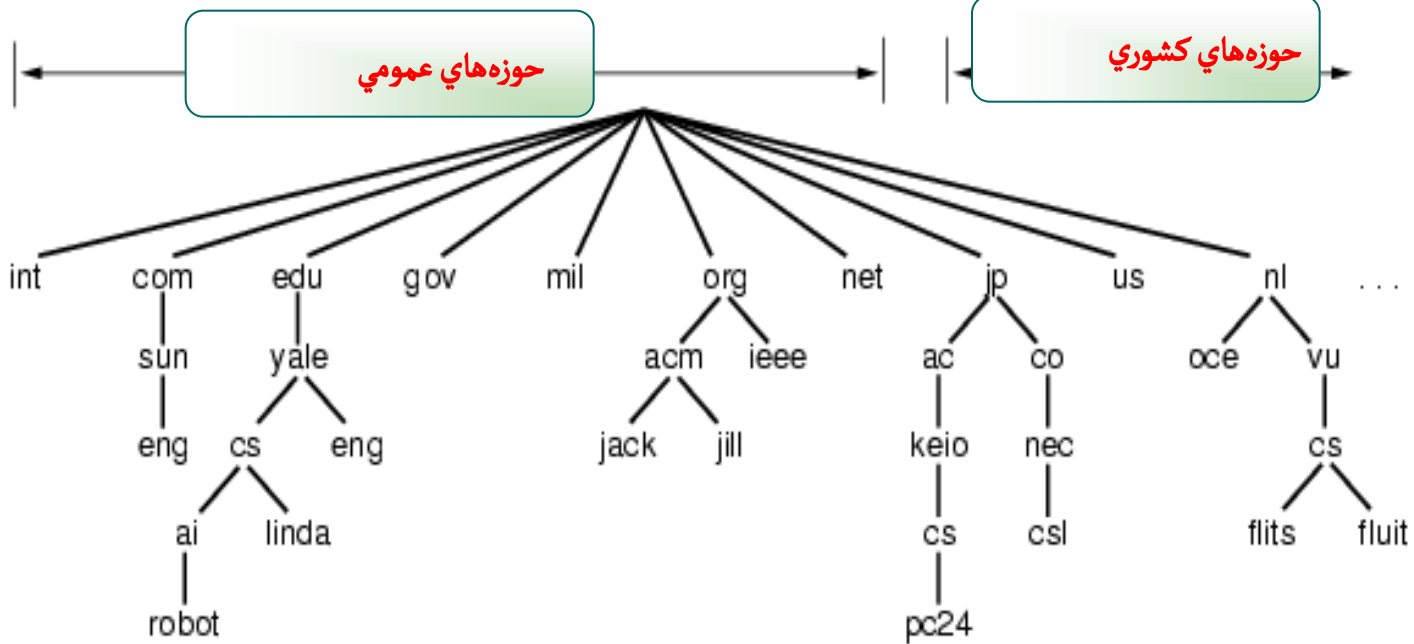 حوزه‌هاي عمومي
حوزه‌هاي كشوري
int com edu gov mil org net jp us nl ...
sun yale acm ieee ac co oce vu
eng cs eng jack jill keio nec cs
ai linda cs csl flits fluit
robot pc24